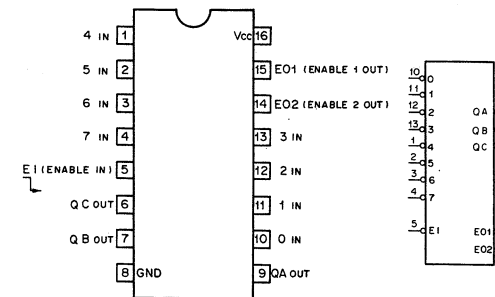 4 IN 1 Vcc 16
5 IN 2 15 EO1 (ENABLE 1 OUT)
6 IN 3 14 EO2 (ENABLE 2 OUT)
7 IN 4 13 3 IN
EI (ENABLE IN) 5 12 2 IN
QC OUT 6 11 1 IN
QB OUT 7 10 0 IN
8 GND 9 QA OUT
10 0
11 1
12 2 QA
13 3 QB
1 4 QC
2 5
3 6
4 7
5 EI EO1
EO2